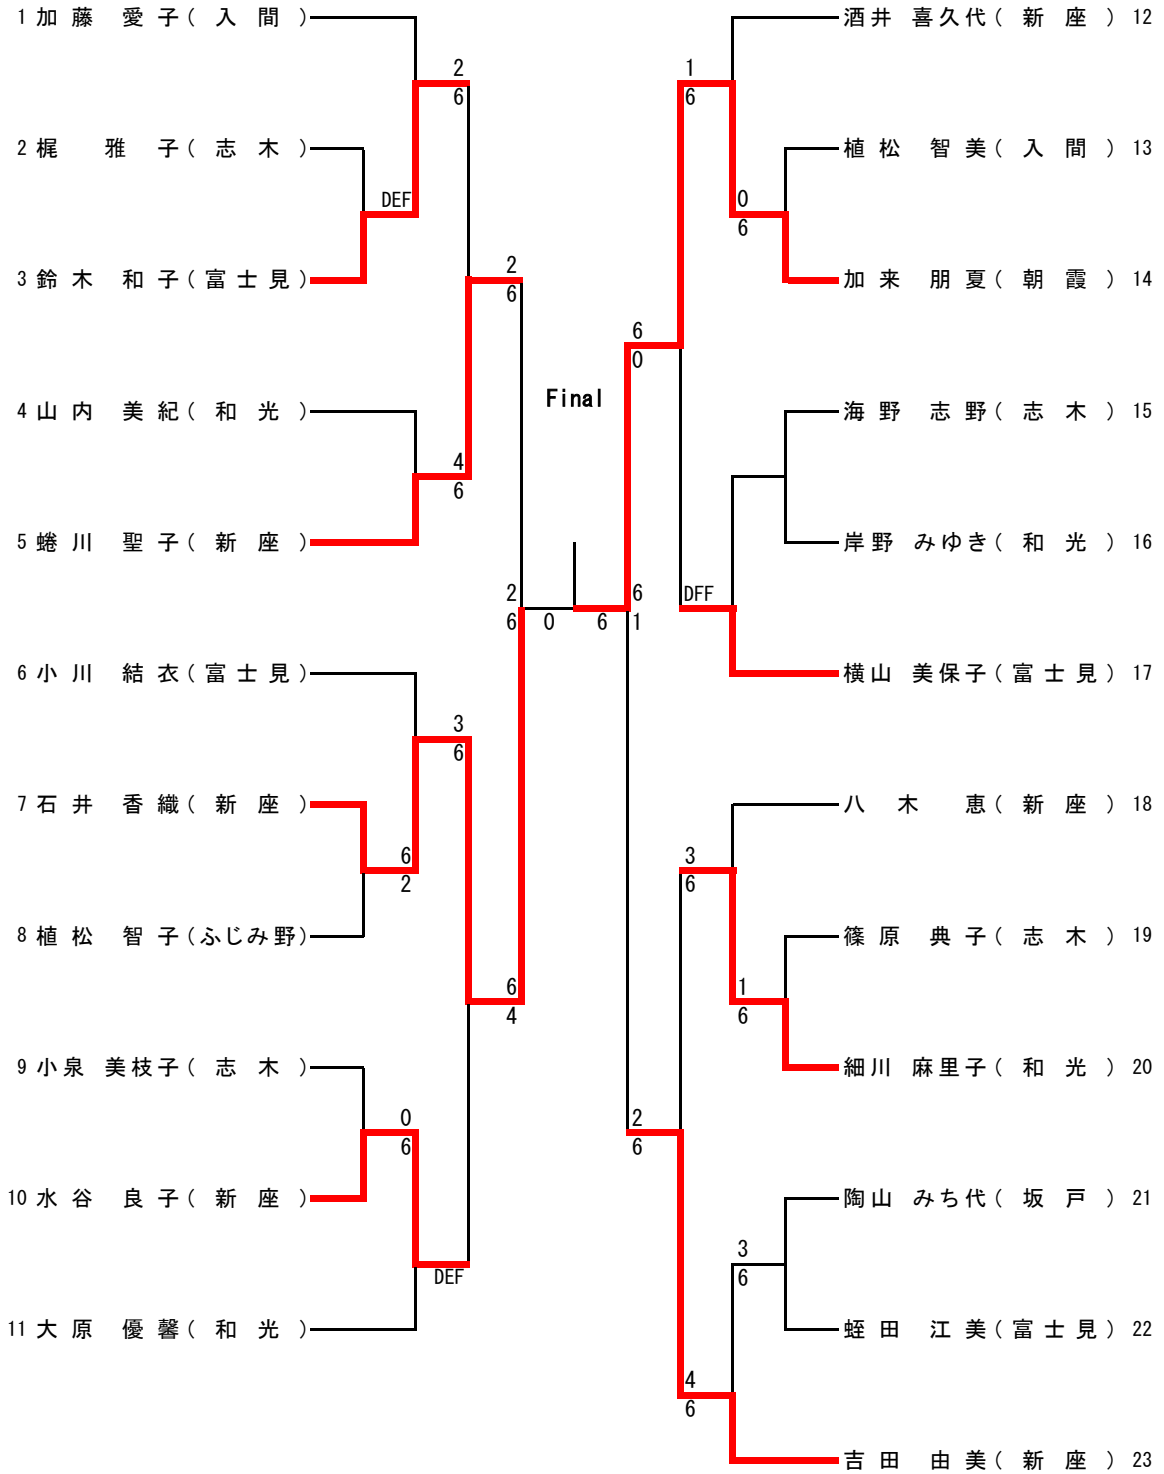 1 加藤 愛子(入間)
2
6
2 梶 雅子(志木)
DEF
3 鈴木 和子(富士見)
2
6
4 山内 美紀(和光)
4
6
5 蜷川 聖子(新座)
2
6
6 小川 結衣(富士見)
3
6
7 石井 香織(新座)
6
2
8 植松 智子(ふじみ野)
6
4
9 小泉 美枝子(志木)
0
6
10 水谷 良子(新座)
DEF
11 大原 優馨(和光)
Final
0
6
酒井 喜久代(新座) 12
1
6
植松 智美(入間) 13
0
6
加来 朋夏(朝霞) 14
6
0
海野 志野(志木) 15
岸野 みゆき(和光) 16
6
1
DFF
横山 美保子(富士見) 17
八木 恵(新座) 18
3
6
篠原 典子(志木) 19
1
6
細川 麻里子(和光) 20
2
6
陶山 みち代(坂戸) 21
3
6
蛭田 江美(富士見) 22
4
6
吉田 由美(新座) 23